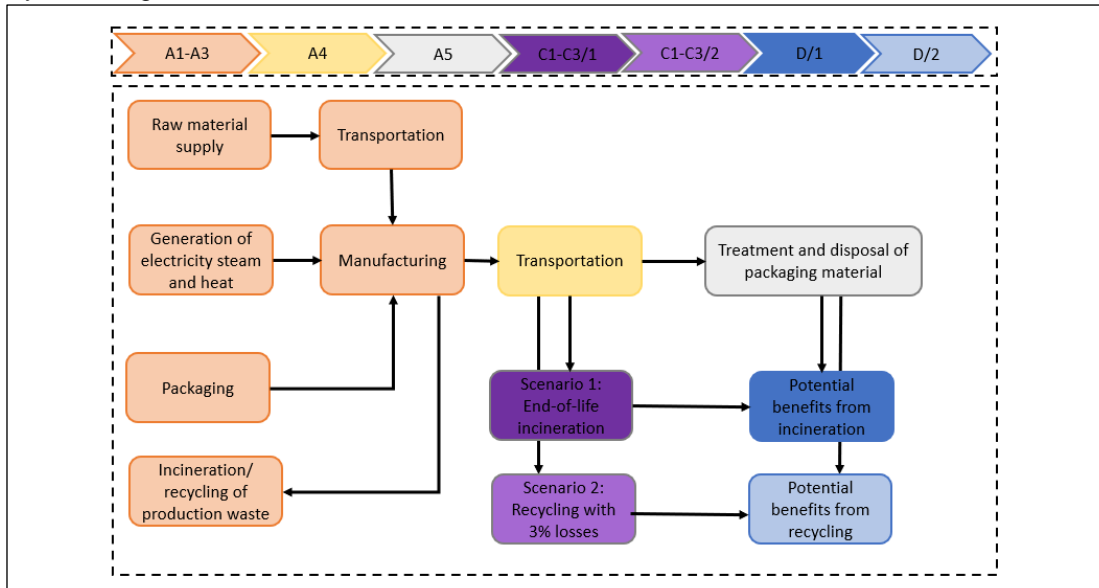 A1-A3
A4
A5
C1-C3/1
C1-C3/2
D/1
D/2
Raw material
supply
Transportation
Generation of
electricity steam
and heat
Manufacturing
Transportation
Treatment and disposal of
packaging material
Packaging
Scenario 1:
End-of-life
incineration
Potential
benefits from
incineration
Incineration/
recycling of
production waste
Scenario 2:
Recycling with
3% losses
Potential
benefits from
recycling